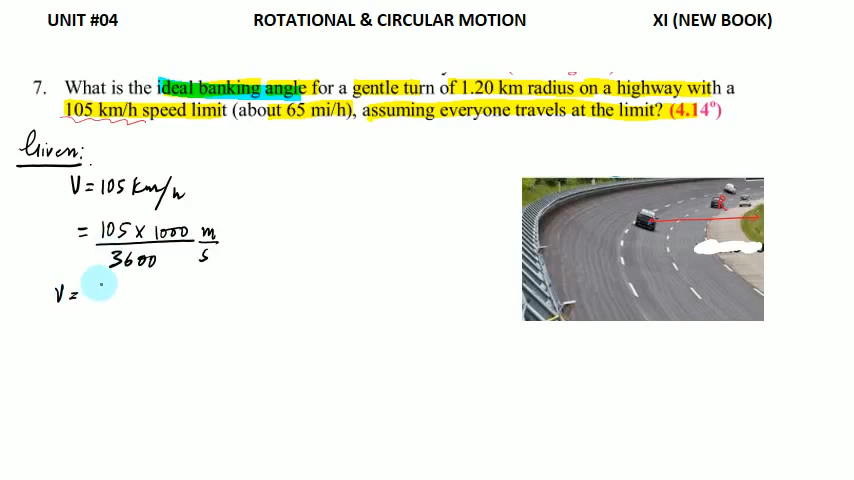 UNIT #04 ROTATIONAL & CIRCULAR MOTION XI (NEW BOOK)
7. What is the ideal banking angle for a gentle turn of 1.20 km radius on a highway with a
105 km/h speed limit (about 65 mi/h), assuming everyone travels at the limit? (4.14°)
Given:
V = 105 km/h
= 105 x 1000 m
3600 s
V =